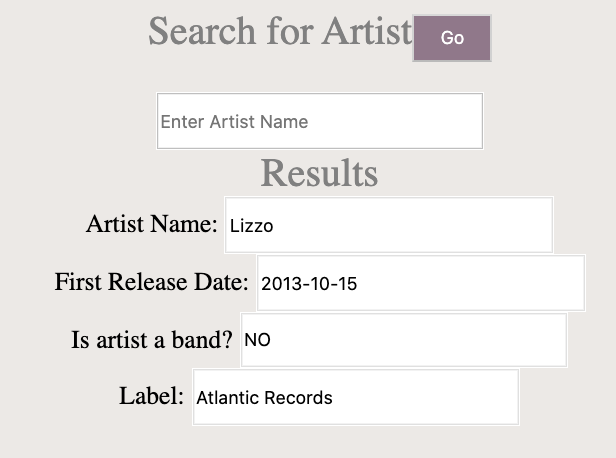 Search for Artist Go
Enter Artist Name
Results
Artist Name: Lizzo
First Release Date: 2013-10-15
Is artist a band? NO
Label: Atlantic Records